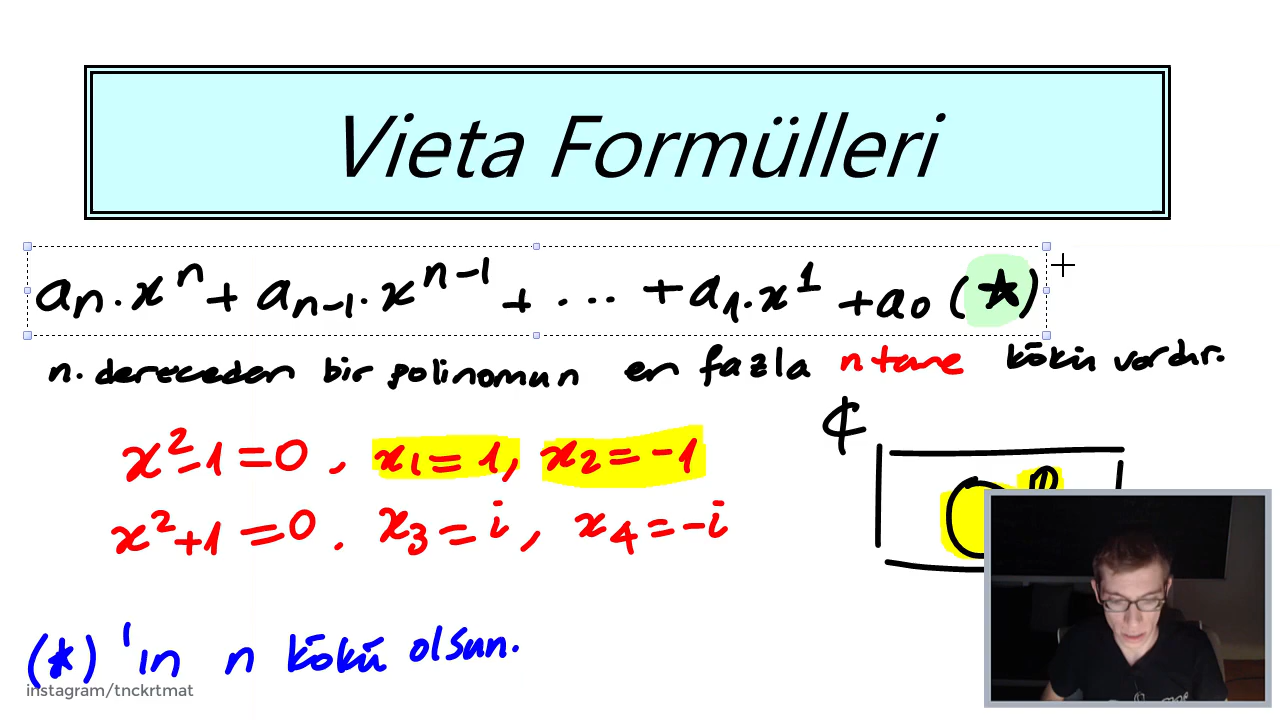 Vieta Formülleri
aₙ.xⁿ + aₙ₋₁.xⁿ⁻¹ + ... + a₁.x¹ + a₀ (★)
n. dereceden bir polinomun en fazla n tane kökü vardır.
x²-1=0, x₁=1, x₂=-1
x²+1=0. x₃=i, x₄=-i
(★)'ın n kökü olsun.
instagram/tnckrtmat